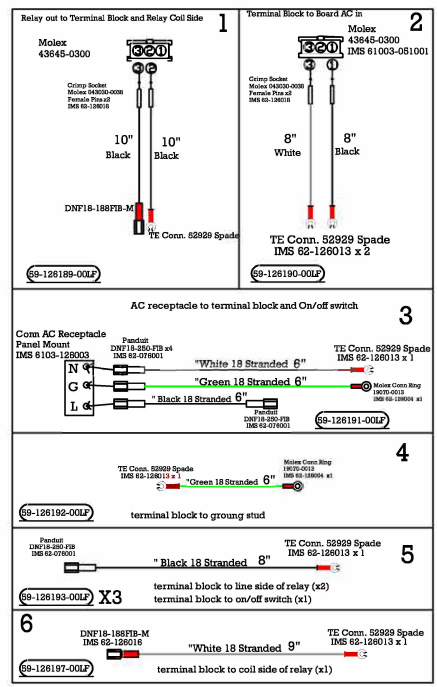 Relay out to Terminal Block and Relay Coil Side
1
Molex
43645-0300
3 2 1
3 2
Crimp Socket
Molex 043030-0038
Female Pins x2
IMS 62-126018
10"
Black
10"
Black
DNF18-188FIB-M
TE Conn. 52929 Spade
59-126189-00LF
Terminal Block to Board AC in
2
Molex
43645-0300
IMS 61003-051001
3 2 1
3 1
Crimp Socket
Molex 043030-0038
Female Pins x2
IMS 62-126018
8"
White
8"
Black
TE Conn. 52929 Spade
IMS 62-126013 x 2
59-126190-00LF
AC receptacle to terminal block and On/off switch
3
Conn AC Receptacle
Panel Mount
IMS 6103-126003
N
G
L
Panduit
DNF18-250-FIB x4
IMS 62-076001
"White 18 Stranded 6"
TE Conn. 52929 Spade
IMS 62-126013 x 1
"Green 18 Stranded 6"
Molex Conn Ring
19070-0013
IMS 62-126004 x1
" Black 18 Stranded 6"
Panduit
DNF18-250-FIB
IMS 62-076001
59-126191-00LF
4
TE Conn. 52929 Spade
IMS 62-126013 x 1
"Green 18 Stranded 6"
Molex Conn Ring
19070-0013
IMS 62-126004 x1
59-126192-00LF
terminal block to groung stud
5
Panduit
DNF18-250-FIB
IMS 62-076001
" Black 18 Stranded 8"
TE Conn. 52929 Spade
IMS 62-126013 x 1
59-126193-00LF X3
terminal block to line side of relay (x2)
terminal block to on/off switch (x1)
6
DNF18-188FIB-M
IMS 62-126016
"White 18 Stranded 9"
TE Conn. 52929 Spade
IMS 62-126013 x 1
59-126197-00LF
terminal block to coil side of relay (x1)